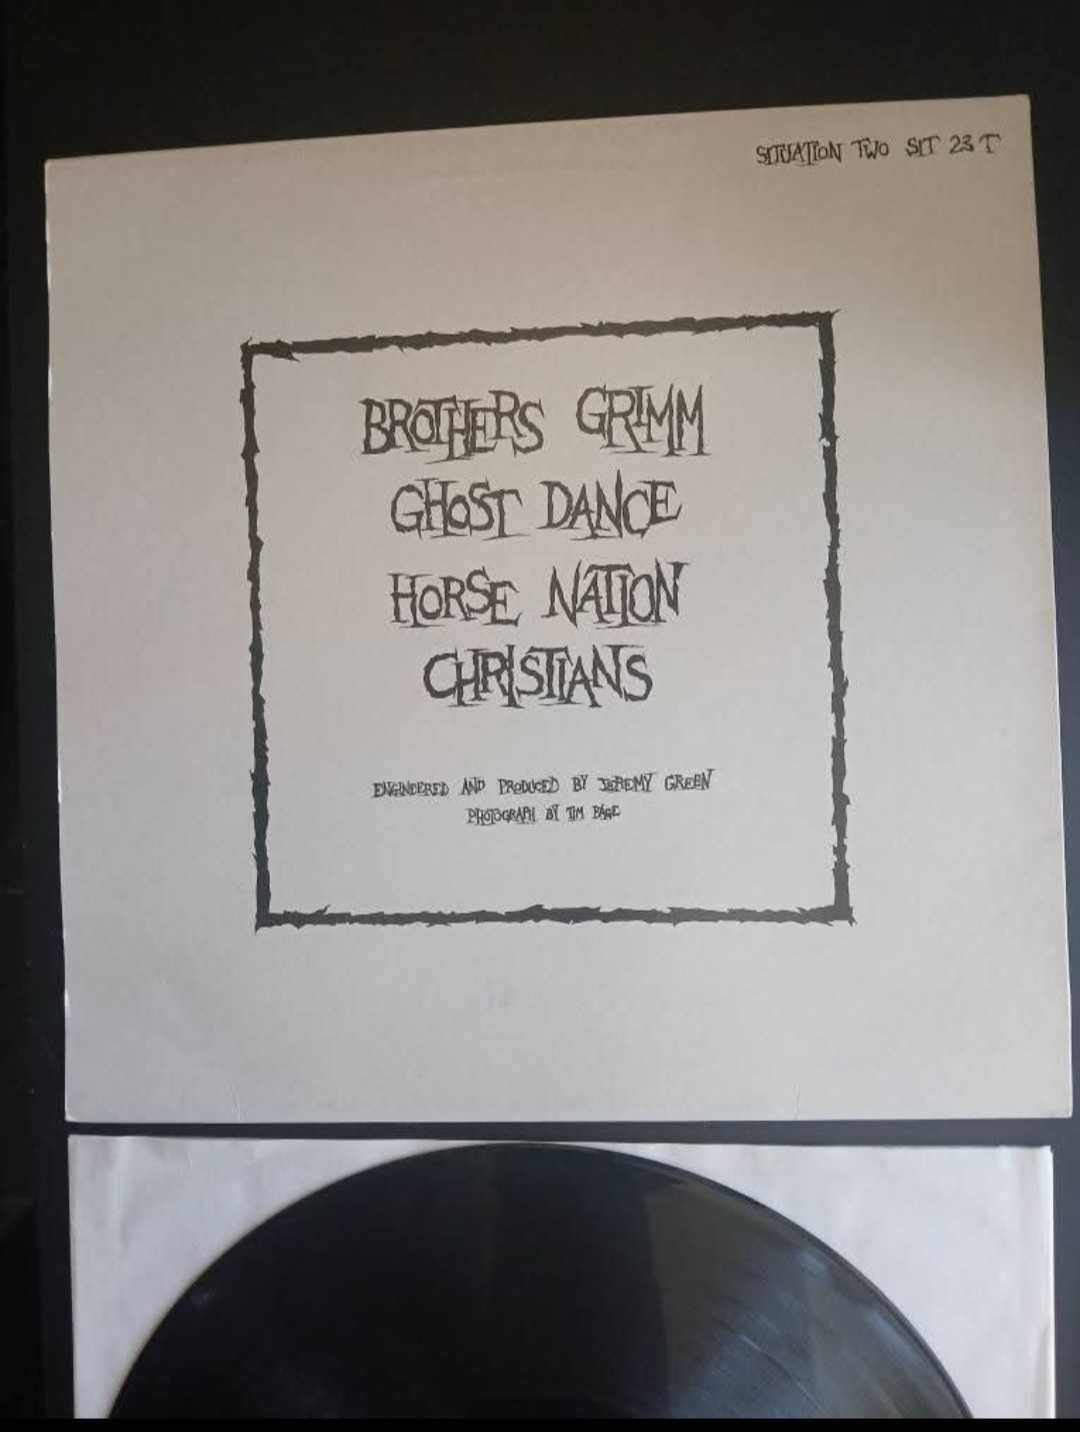 SITUATION TWO SIT 23 T
BROTHERS GRIMM
GHOST DANCE
HORSE NATION
CHRISTIANS
ENGINEERED AND PRODUCED BY JEREMY GREEN
PHOTOGRAPH BY TIM PAGE